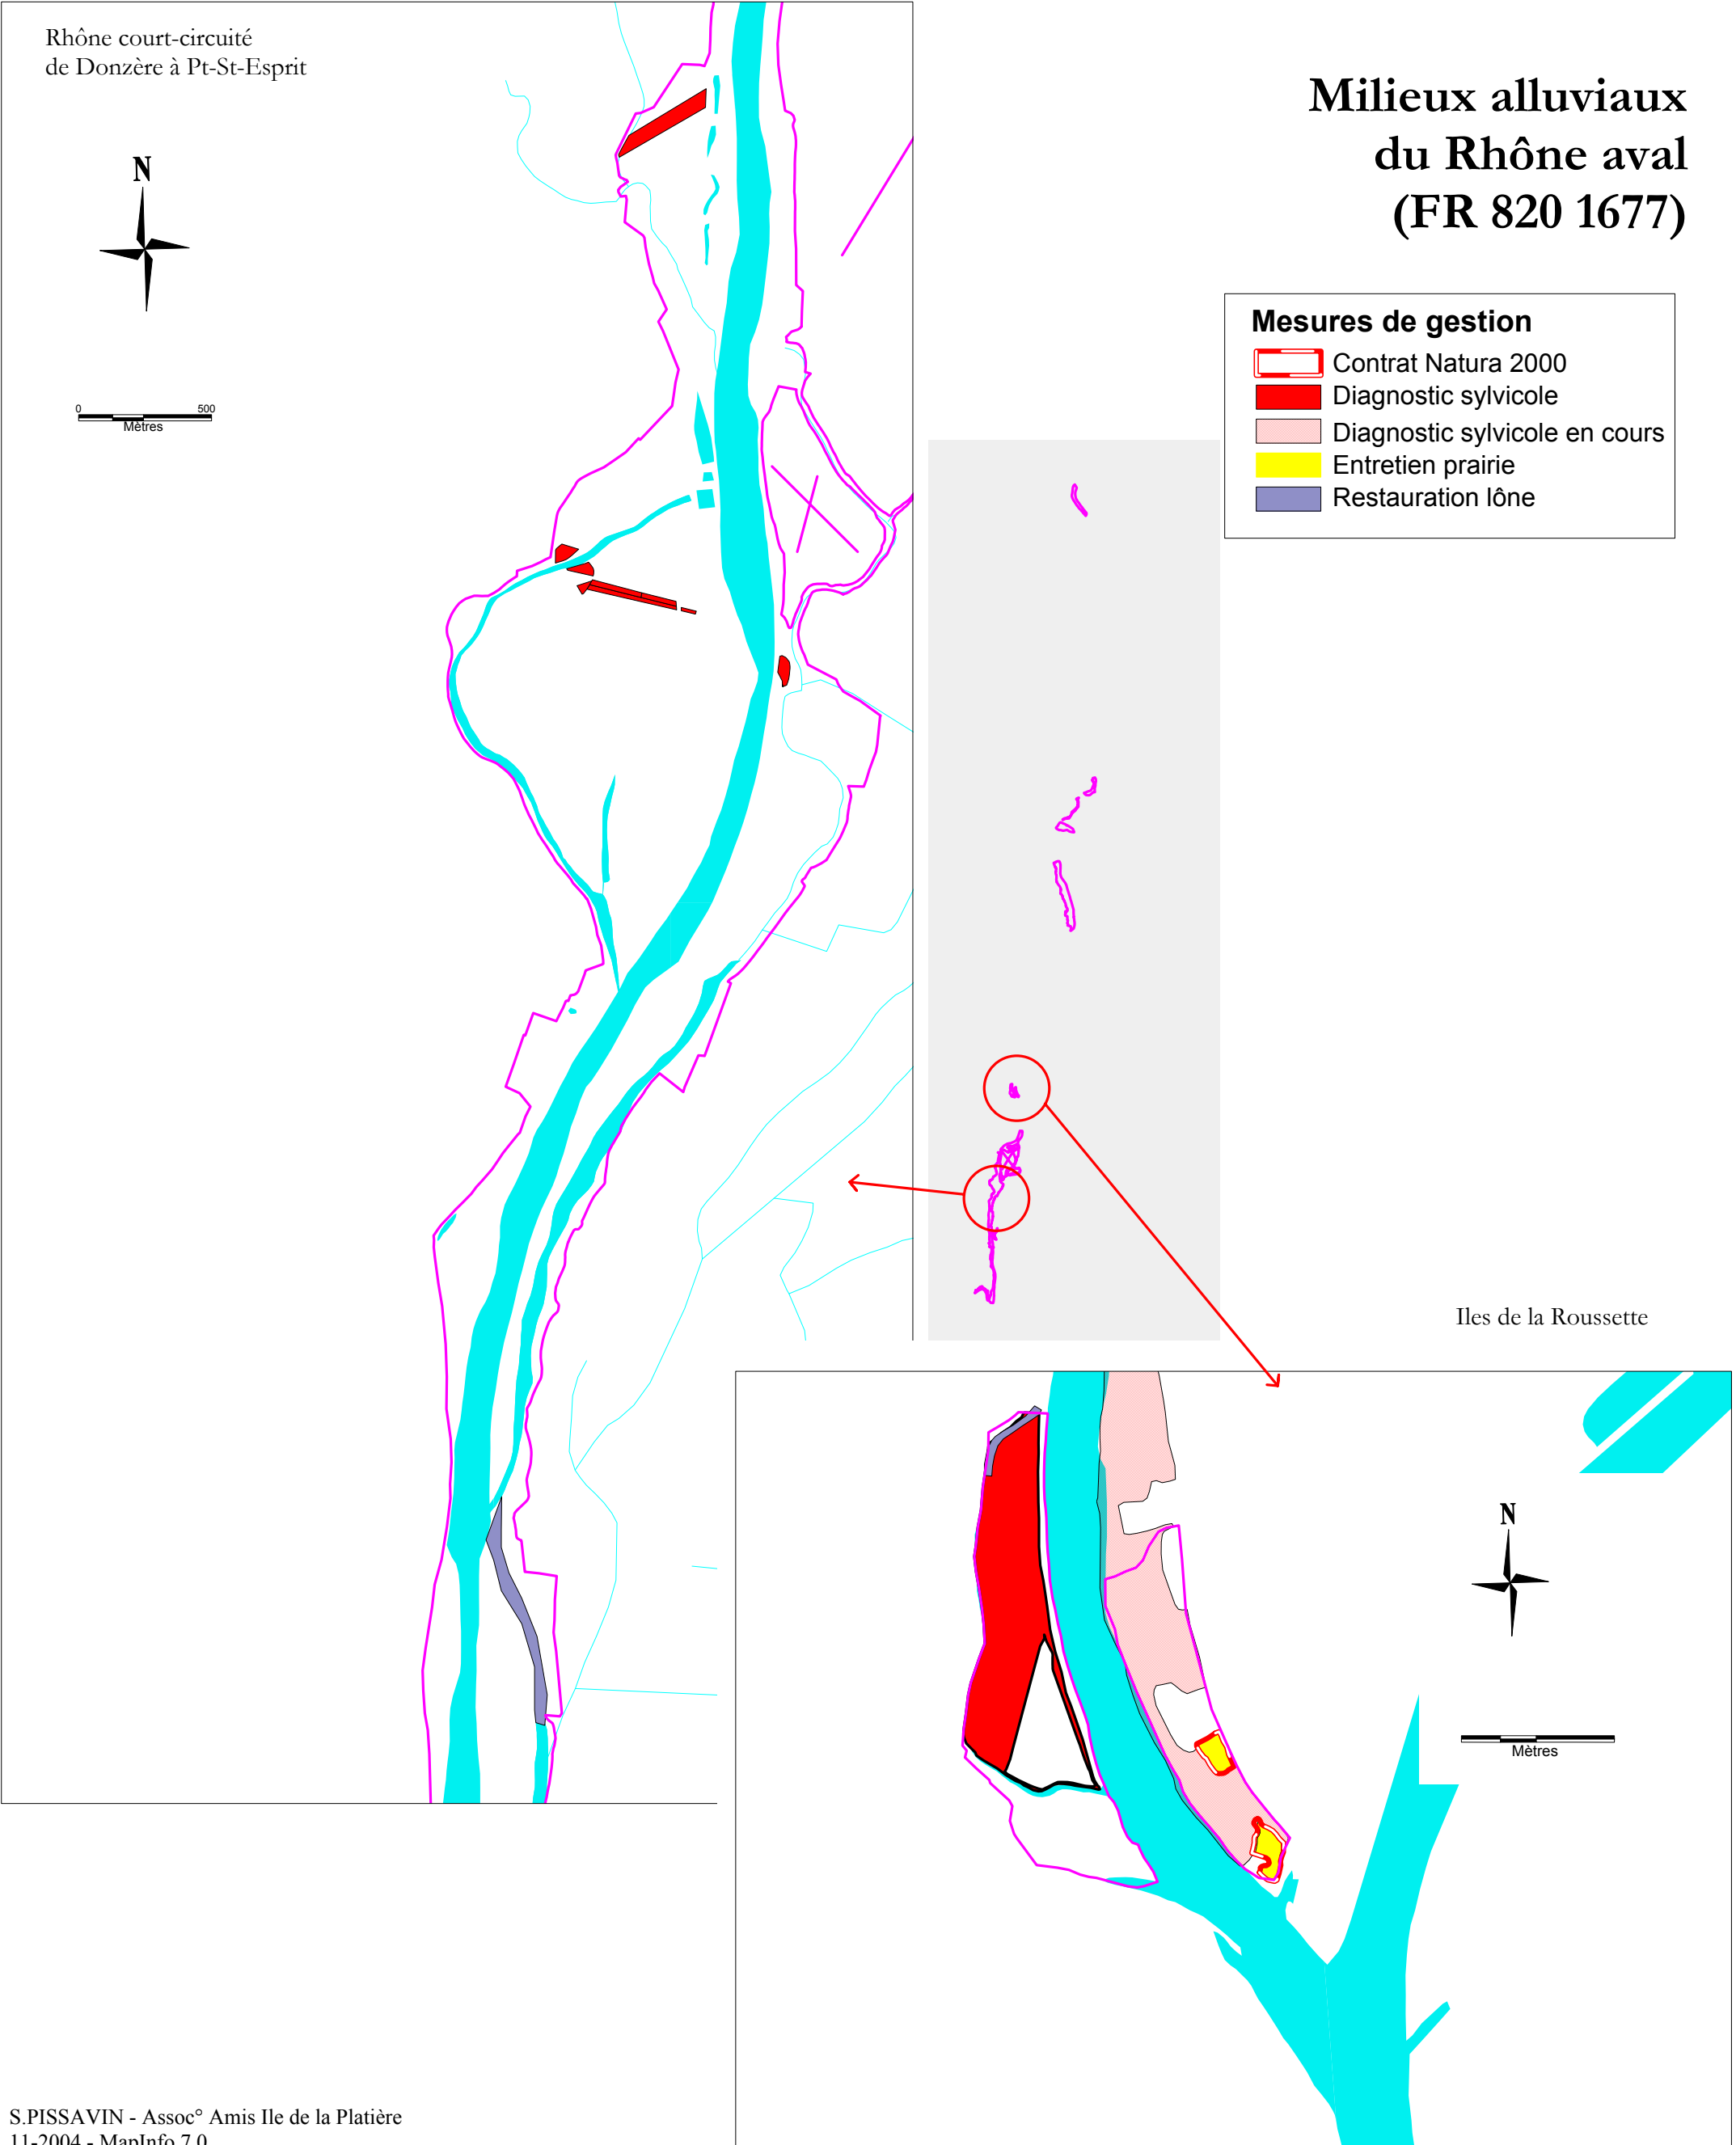 Rhône court-circuité
de Donzère à Pt-St-Esprit
N
0 500
Mètres
Milieux alluviaux
du Rhône aval
(FR 820 1677)
Mesures de gestion
Contrat Natura 2000
Diagnostic sylvicole
Diagnostic sylvicole en cours
Entretien prairie
Restauration lône
Iles de la Roussette
N
Mètres
S.PISSAVIN - Assoc° Amis Ile de la Platière
11-2004 - MapInfo 7.0